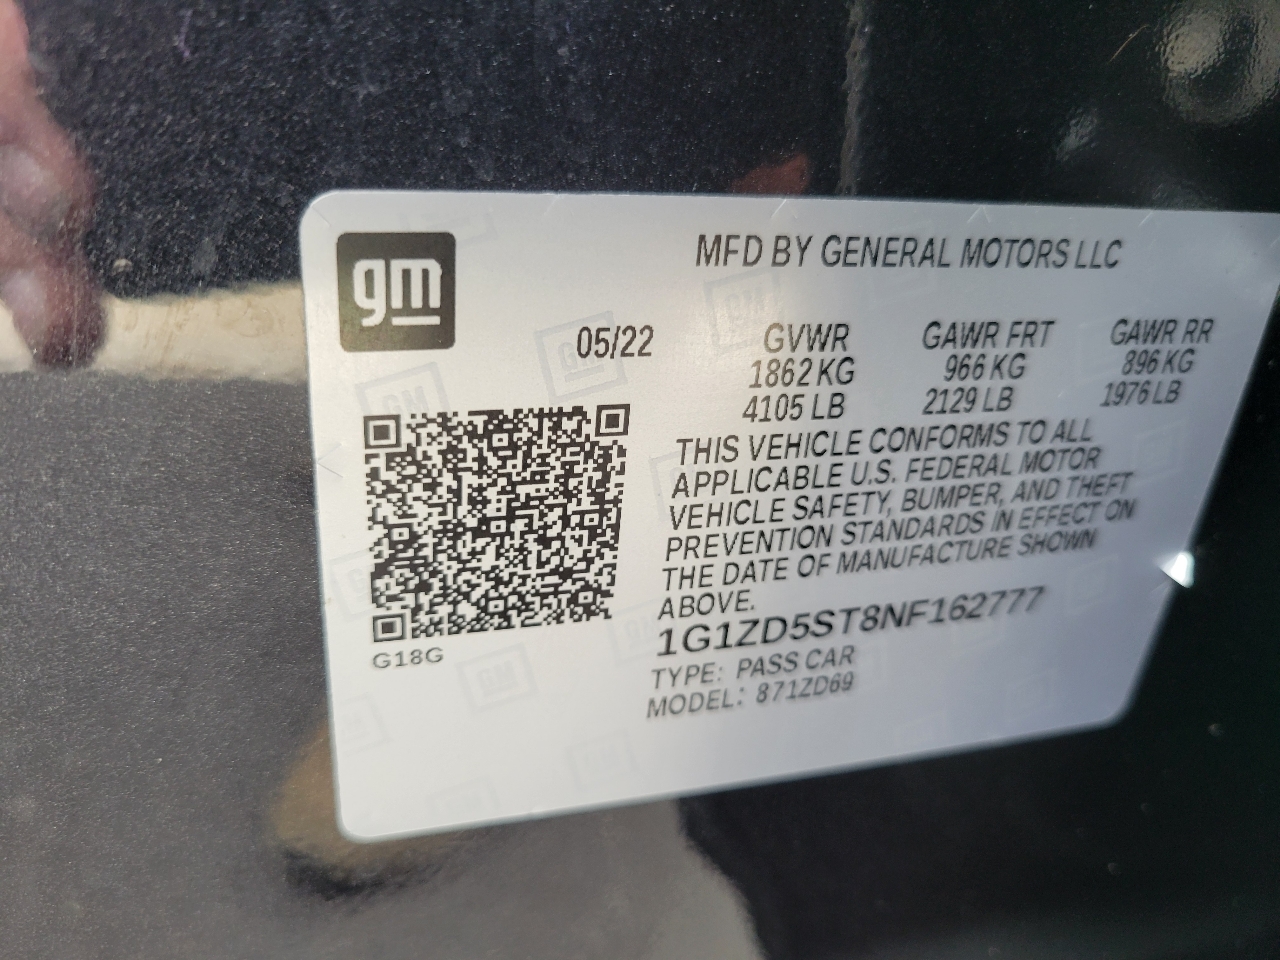 gm
MFD BY GENERAL MOTORS LLC
05/22 GVWR GAWR FRT GAWR RR
1862 KG 966 KG 896 KG
4105 LB 2129 LB 1976 LB
THIS VEHICLE CONFORMS TO ALL
APPLICABLE U.S. FEDERAL MOTOR
VEHICLE SAFETY, BUMPER, AND THEFT
PREVENTION STANDARDS IN EFFECT ON
THE DATE OF MANUFACTURE SHOWN
ABOVE.
1G1ZD5ST8NF162777
TYPE: PASS CAR
MODEL: 871ZD69
G18G